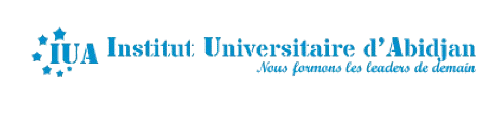 IUA Institut Universitaire d'Abidjan
Nous formons les leaders de demain